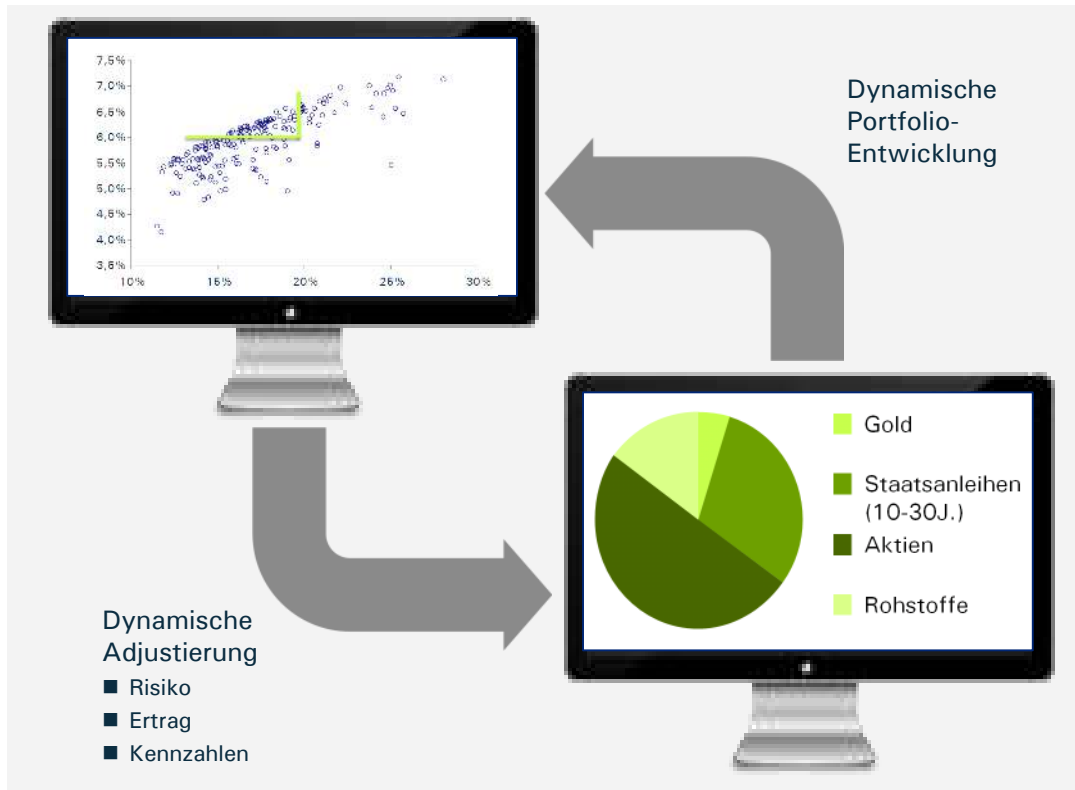 7,5%
7,0%
6,5%
6,0%
5,5%
5,0%
4,5%
4,0%
3,5%
10% 15% 20% 25% 30%
Dynamische
Portfolio-
Entwicklung
Gold
Staatsanleihen
(10-30J.)
Aktien
Rohstoffe
Dynamische
Adjustierung
■ Risiko
■ Ertrag
■ Kennzahlen